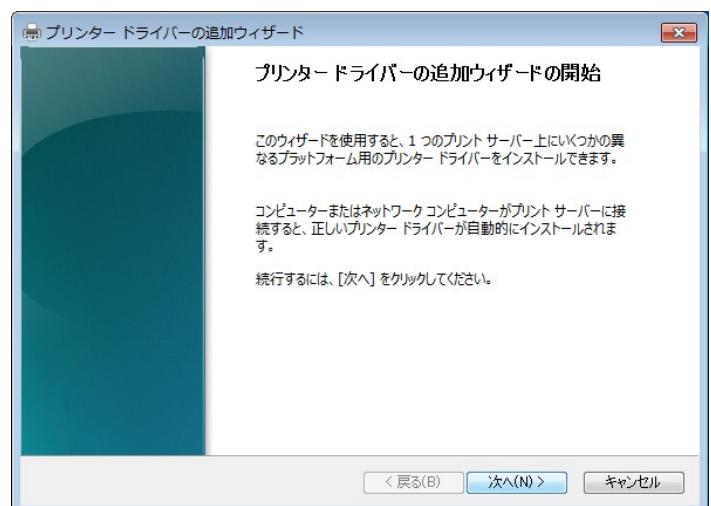 プリンター ドライバーの追加ウィザード
プリンター ドライバーの追加ウィザードの開始
このウィザードを使用すると、1 つのプリント サーバー上にいくつかの異
なるプラットフォーム用のプリンター ドライバーをインストールできます。
コンピューターまたはネットワーク コンピューターがプリント サーバーに接
続すると、正しいプリンター ドライバーが自動的にインストールされま
す。
続行するには、[次へ] をクリックしてください。
< 戻る(B) 次へ(N) > キャンセル